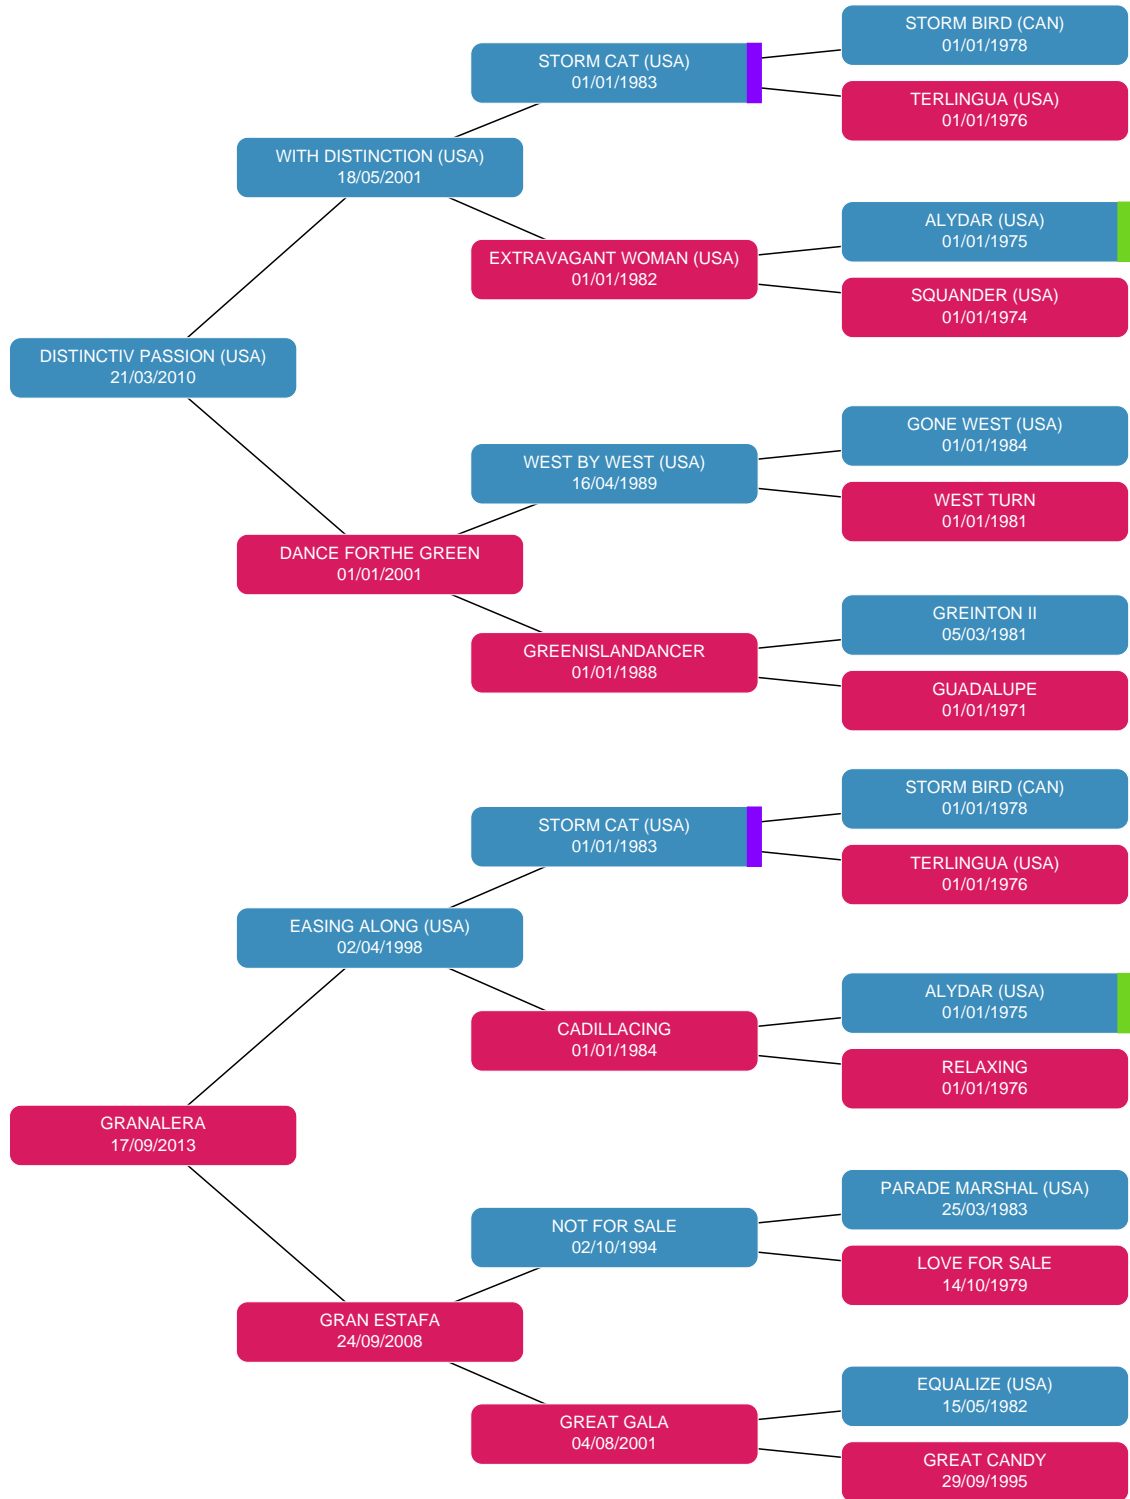 STORM BIRD (CAN)
01/01/1978
STORM CAT (USA)
01/01/1983
TERLINGUA (USA)
01/01/1976
WITH DISTINCTION (USA)
18/05/2001
ALYDAR (USA)
01/01/1975
EXTRAVAGANT WOMAN (USA)
01/01/1982
SQUANDER (USA)
01/01/1974
DISTINCTIV PASSION (USA)
21/03/2010
GONE WEST (USA)
01/01/1984
WEST BY WEST (USA)
16/04/1989
WEST TURN
01/01/1981
DANCE FORTHE GREEN
01/01/2001
GREINTON II
05/03/1981
GREENISLANDANCER
01/01/1988
GUADALUPE
01/01/1971
STORM BIRD (CAN)
01/01/1978
STORM CAT (USA)
01/01/1983
TERLINGUA (USA)
01/01/1976
EASING ALONG (USA)
02/04/1998
ALYDAR (USA)
01/01/1975
CADILLACING
01/01/1984
RELAXING
01/01/1976
GRANALERA
17/09/2013
PARADE MARSHAL (USA)
25/03/1983
NOT FOR SALE
02/10/1994
LOVE FOR SALE
14/10/1979
GRAN ESTAFA
24/09/2008
EQUALIZE (USA)
15/05/1982
GREAT GALA
04/08/2001
GREAT CANDY
29/09/1995